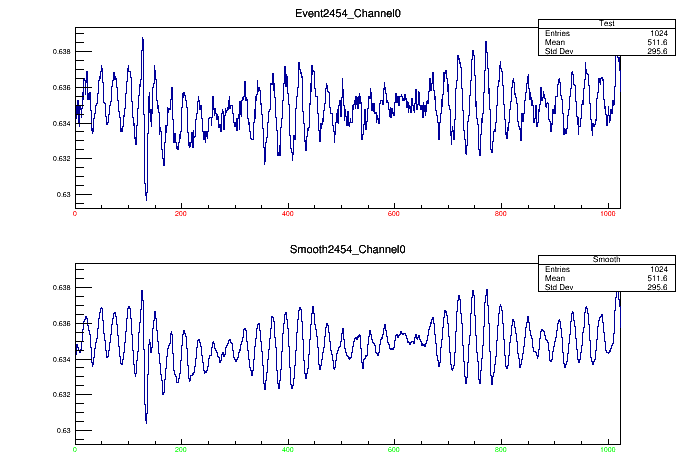 Event2454_Channel0
Test
Entries 1024
Mean 511.6
Std Dev 295.6
0.638
0.636
0.634
0.632
0.63
0 200 400 600 800 1000
Smooth2454_Channel0
Smooth
Entries 1024
Mean 511.6
Std Dev 295.6
0.638
0.636
0.634
0.632
0.63
0 200 400 600 800 1000